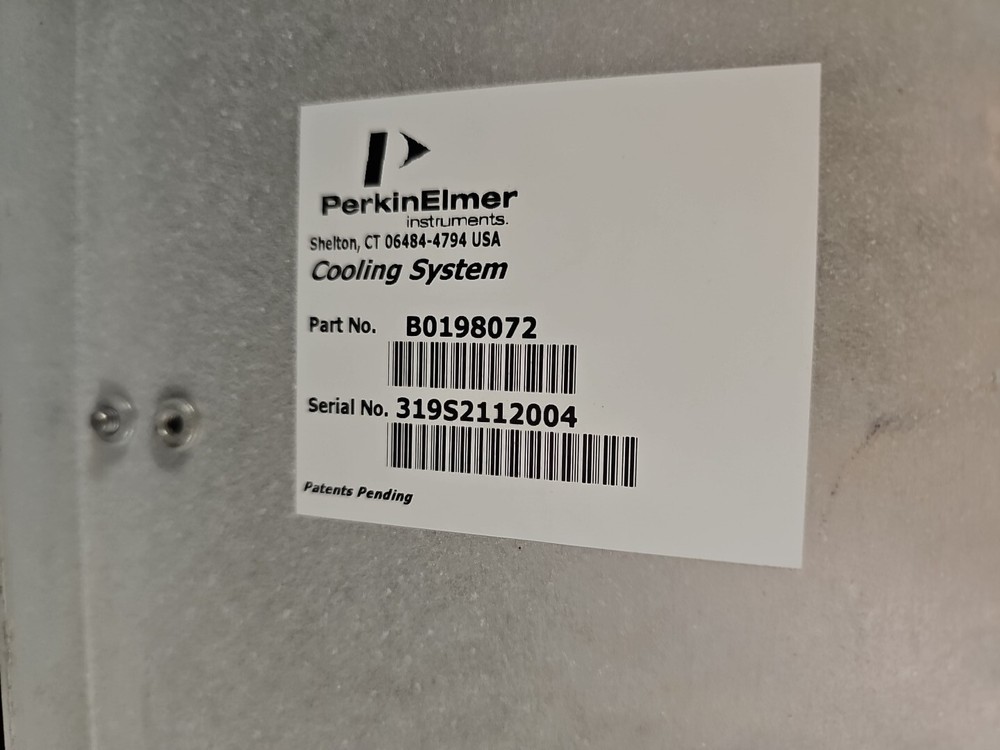 PerkinElmer
instruments.
Shelton, CT 06484-4794 USA
Cooling System
Part No. B0198072
Serial No. 319S2112004
Patents Pending